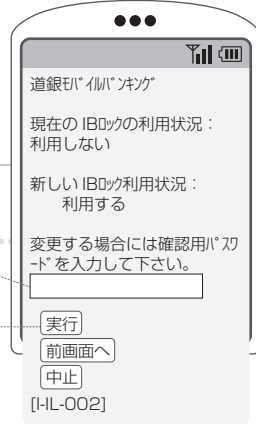 道銀ﾓﾊﾞｲﾙﾊﾞﾝｷﾝｸﾞ
現在の IBﾛｯｸの利用状況：
利用しない
新しい IBﾛｯｸ利用状況：
利用する
変更する場合には確認用ﾊﾟｽﾜ
ｰﾄﾞを入力して下さい。
実行
前画面へ
中止
[I-IL-002]